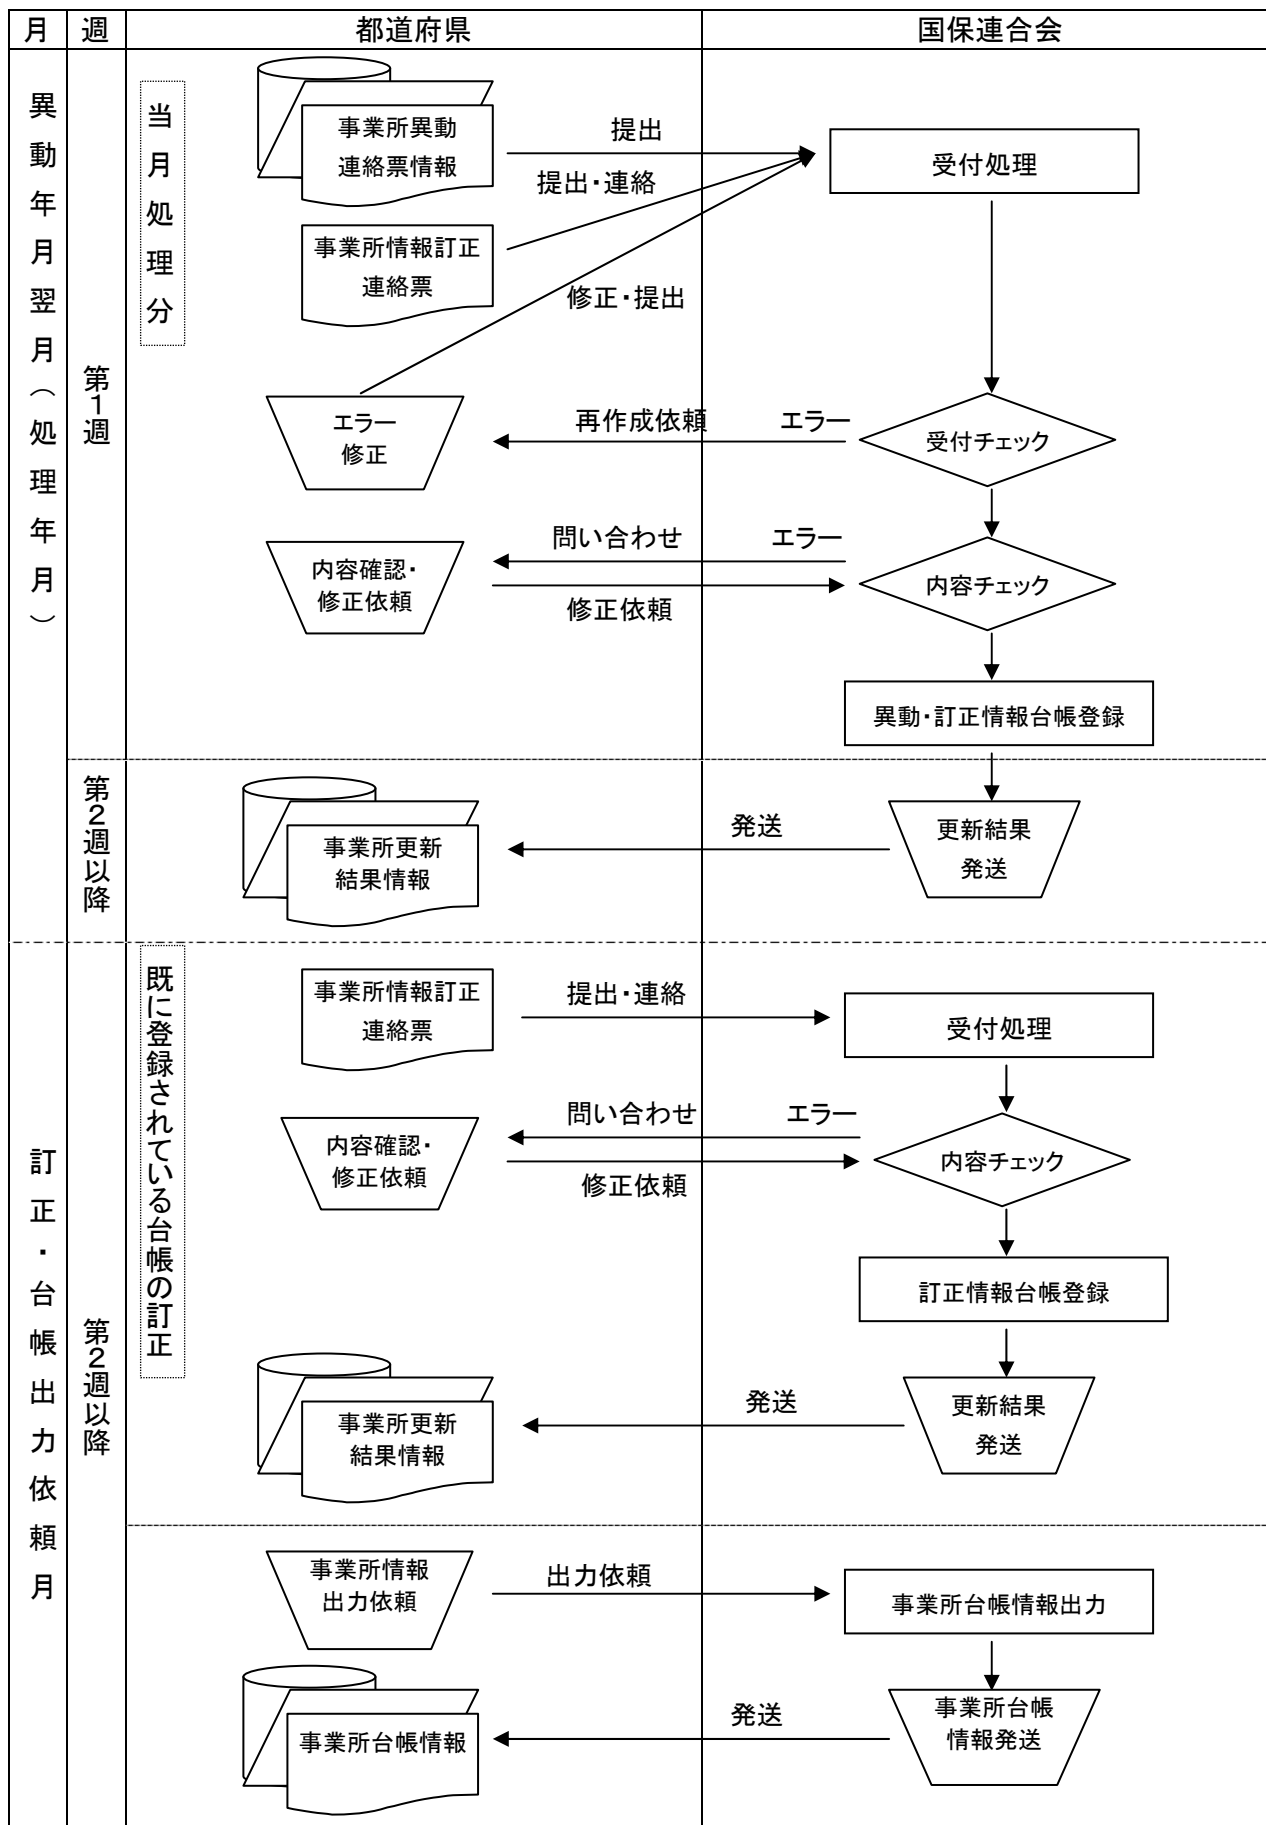 月 週 都道府県 国保連合会
異動年月翌月（処理年月）
第1週
当月処理分
事業所異動
連絡票情報
提出
受付処理
提出・連絡
事業所情報訂正
連絡票
修正・提出
エラー
修正
再作成依頼
エラー
受付チェック
問い合わせ
エラー
内容確認・
修正依頼
修正依頼
内容チェック
異動・訂正情報台帳登録
第2週以降
事業所更新
結果情報
発送
更新結果
発送
訂正・台帳出力依頼月
第2週以降
既に登録されている台帳の訂正
事業所情報訂正
連絡票
提出・連絡
受付処理
問い合わせ
エラー
内容確認・
修正依頼
修正依頼
内容チェック
訂正情報台帳登録
事業所更新
結果情報
発送
更新結果
発送
事業所情報
出力依頼
出力依頼
事業所台帳情報出力
事業所台帳情報
発送
事業所台帳
情報発送